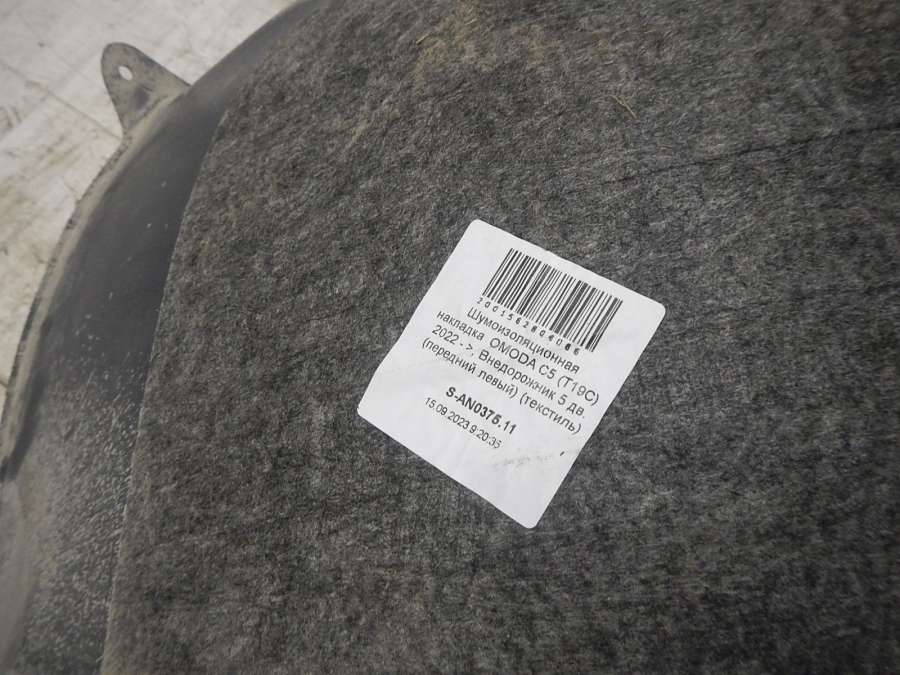 2001562804086
Шумоизоляционная
накладка OMODA C5 (T19C)
2022 - >, Внедорожник 5 дв.
(передний левый) (текстиль)
S-AN0375.11
15.09.2023 9:20:35